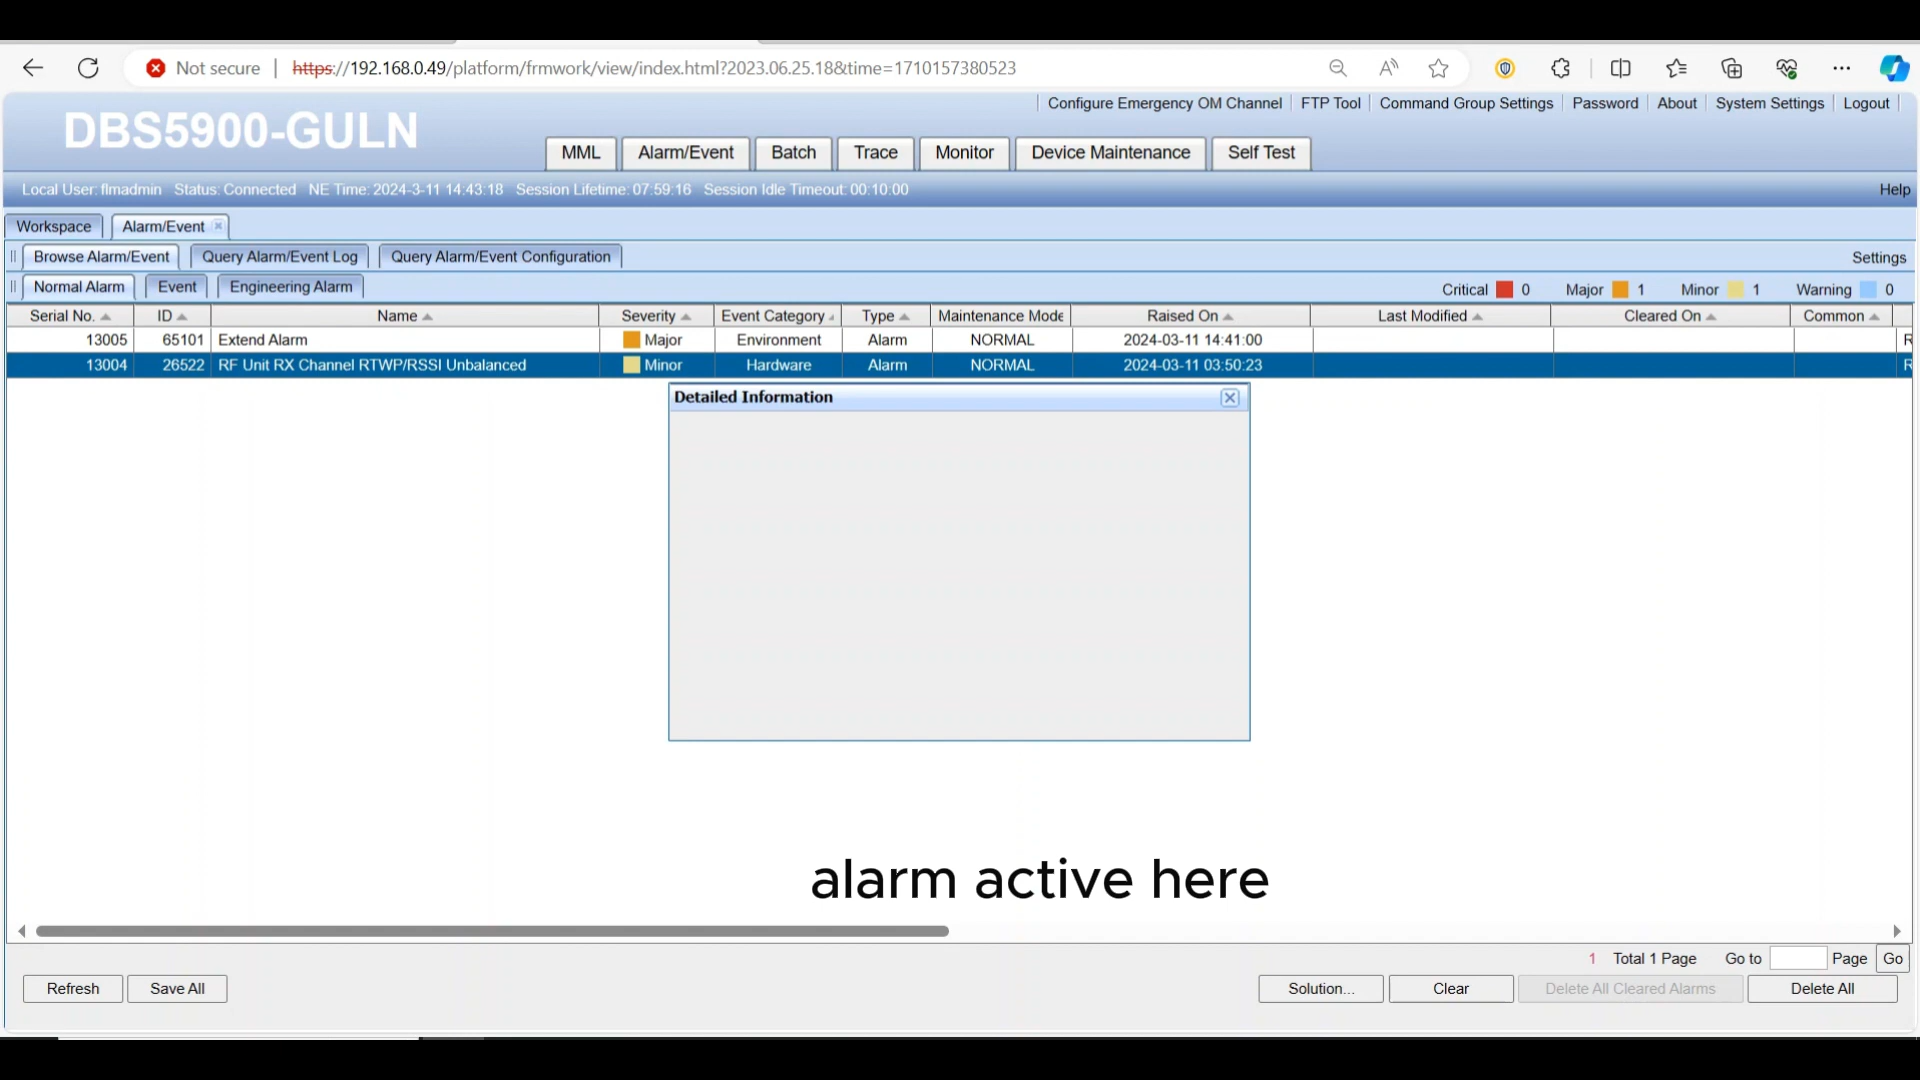 Not secure | https://192.168.0.49/platform/frmwork/view/index.html?2023.06.25.18&time=1710157380523
Configure Emergency OM Channel FTP Tool Command Group Settings Password About System Settings Logout
DBS5900-GULN
MML Alarm/Event Batch Trace Monitor Device Maintenance Self Test
Local User: flmadmin Status: Connected NE Time: 2024-3-11 14:43:18 Session Lifetime: 07:59:16 Session Idle Timeout: 00:10:00 Help
Workspace Alarm/Event
Browse Alarm/Event Query Alarm/Event Log Query Alarm/Event Configuration Settings
Normal Alarm Event Engineering Alarm Critical 0 Major 1 Minor 1 Warning 0
Serial No. ID Name Severity Event Category Type Maintenance Mode Raised On Last Modified Cleared On Common
13005 65101 Extend Alarm Major Environment Alarm NORMAL 2024-03-11 14:41:00 R
13004 26522 RF Unit RX Channel RTWP/RSSI Unbalanced Minor Hardware Alarm NORMAL 2024-03-11 03:50:23 R
Detailed Information
alarm active here
1 Total 1 Page Go to Page Go
Refresh Save All Solution... Clear Delete All Cleared Alarms Delete All